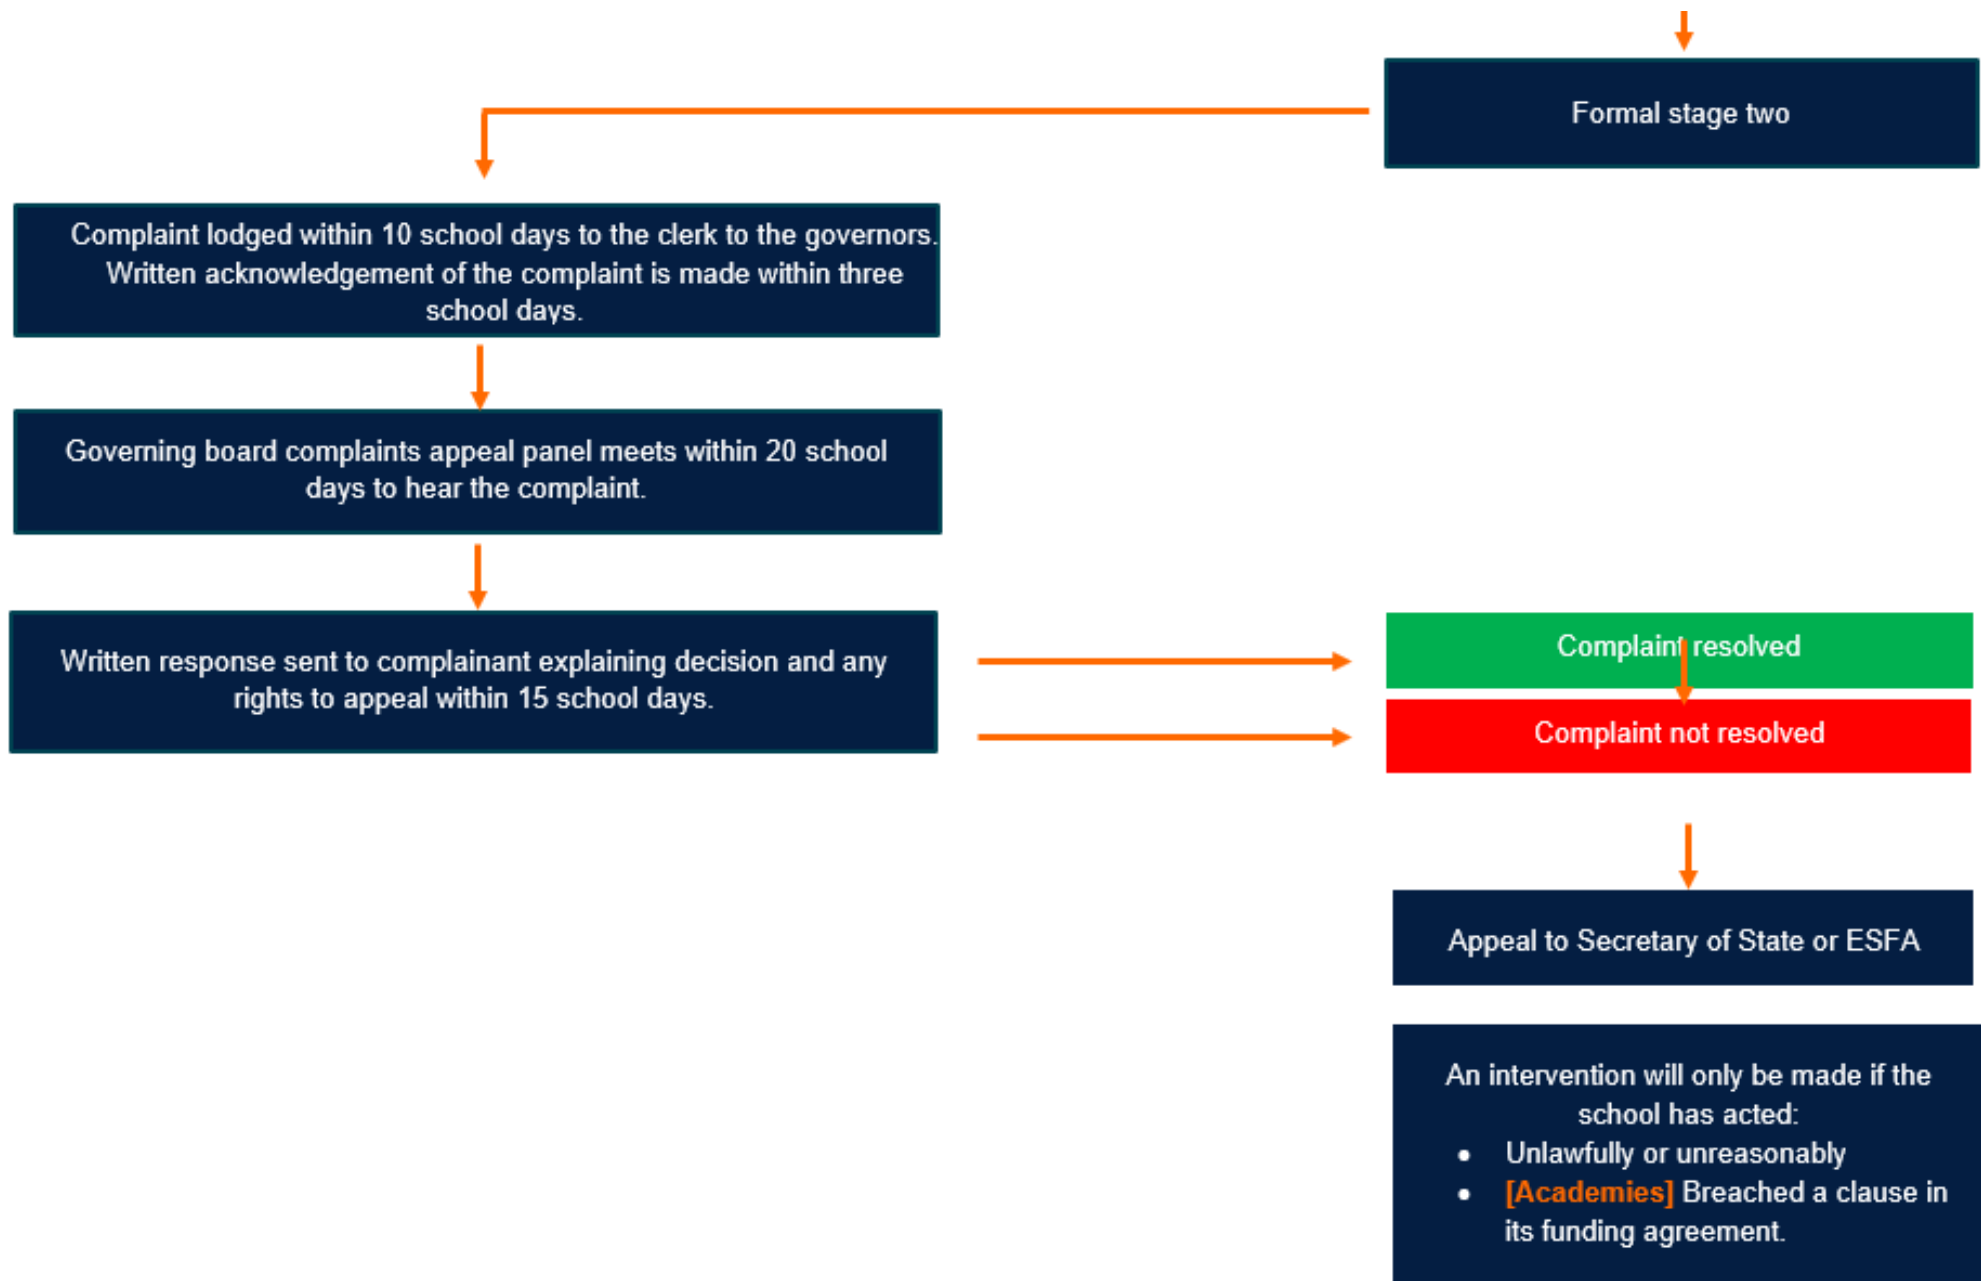 Formal stage two
Complaint lodged within 10 school days to the clerk to the governors.
Written acknowledgement of the complaint is made within three
school days.
Governing board complaints appeal panel meets within 20 school
days to hear the complaint.
Written response sent to complainant explaining decision and any
rights to appeal within 15 school days.
Complaint resolved
Complaint not resolved
Appeal to Secretary of State or ESFA
An intervention will only be made if the
school has acted:
• Unlawfully or unreasonably
• [Academies] Breached a clause in
its funding agreement.